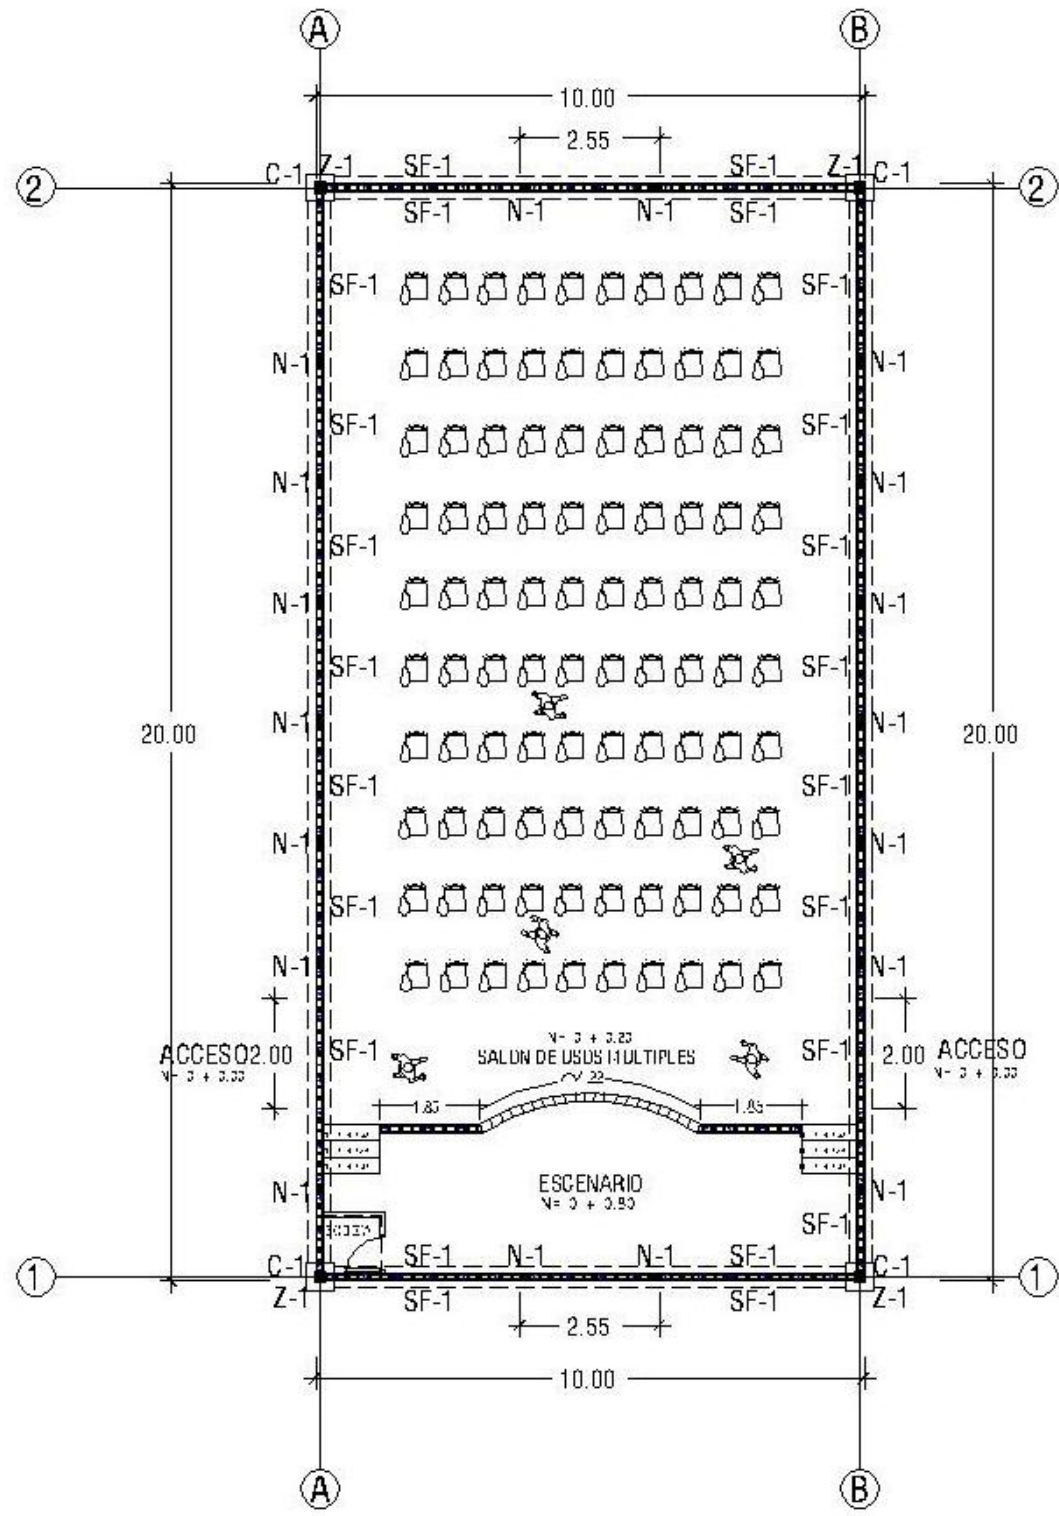 A B
10.00
2.55
C-1 Z-1 SF-1 SF-1 Z-1 C-1
2 2
SF-1 N-1 N-1 SF-1
SF-1 SF-1
N-1 N-1
SF-1 SF-1
N-1 N-1
SF-1 SF-1
N-1 N-1
SF-1 SF-1
N-1 N-1
20.00 20.00
SF-1 SF-1
N-1 N-1
SF-1 SF-1
N-1 N-1
SALON DE USOS MULTIPLES
ACCESO 2.00 SF-1 SF-1 2.00 ACCESO
ESCENARIO
N-1 N-1
SF-1
SF-1 N-1 N-1 SF-1
C-1 C-1
1 1
Z-1 SF-1 SF-1 Z-1
2.55
10.00
A B